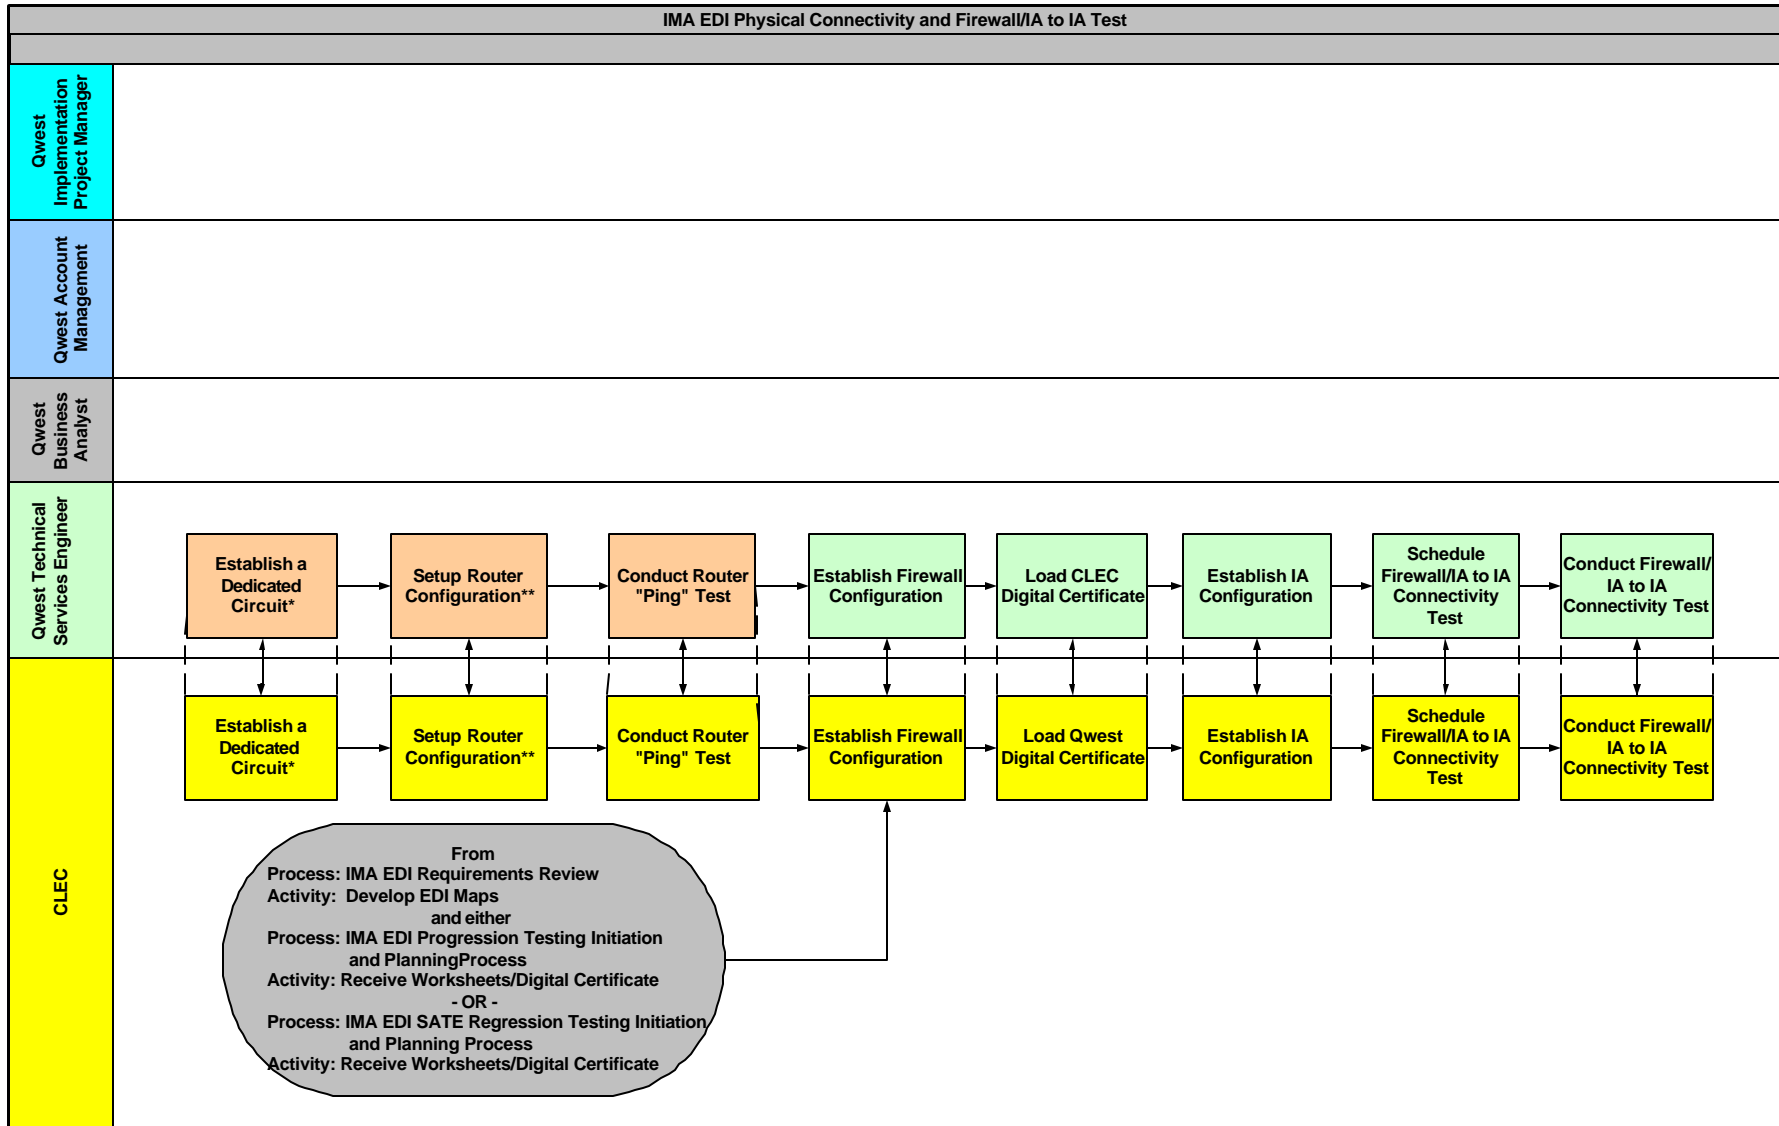 IMA EDI Physical Connectivity and Firewall/IA to IA Test
Qwest
Implementation
Project Manager
Qwest Account
Management
Qwest
Business
Analyst
Qwest Technical
Services Engineer
Establish a
Dedicated
Circuit*
Setup Router
Configuration**
Conduct Router
"Ping" Test
Establish Firewall
Configuration
Load CLEC
Digital Certificate
Establish IA
Configuration
Schedule
Firewall/IA to IA
Connectivity
Test
Conduct Firewall/
IA to IA
Connectivity Test
CLEC
Establish a
Dedicated
Circuit*
Setup Router
Configuration**
Conduct Router
"Ping" Test
Establish Firewall
Configuration
Load Qwest
Digital Certificate
Establish IA
Configuration
Schedule
Firewall/IA to IA
Connectivity
Test
Conduct Firewall/
IA to IA
Connectivity Test
From
Process: IMA EDI Requirements Review
Activity: Develop EDI Maps
and either
Process: IMA EDI Progression Testing Initiation
and PlanningProcess
Activity: Receive Worksheets/Digital Certificate
- OR -
Process: IMA EDI SATE Regression Testing Initiation
and Planning Process
Activity: Receive Worksheets/Digital Certificate